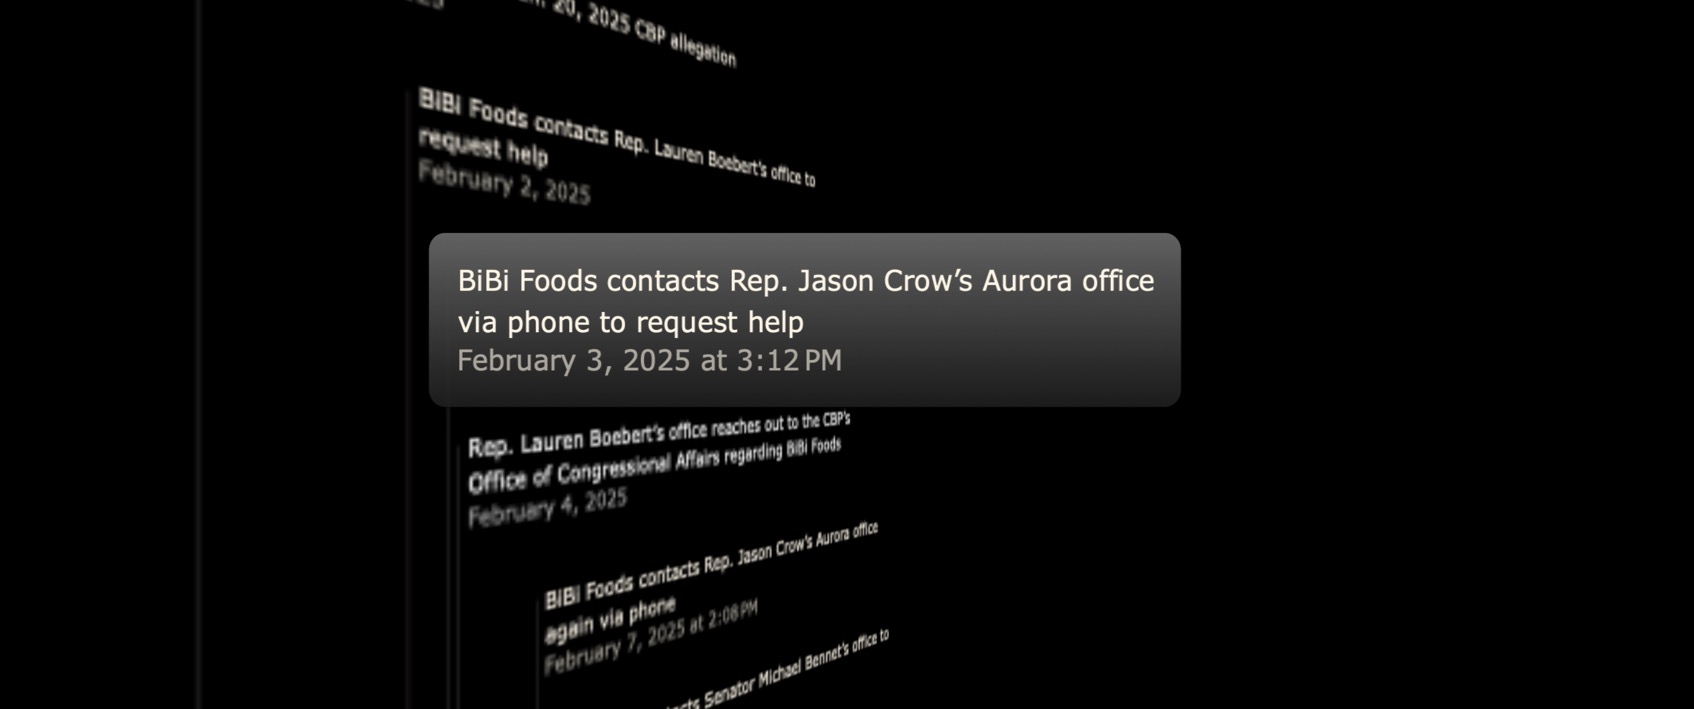 20, 2025 CBP allegation
BiBi Foods contacts Rep. Lauren Boebert’s office to
request help
February 2, 2025
BiBi Foods contacts Rep. Jason Crow’s Aurora office
via phone to request help
February 3, 2025 at 3:12 PM
Rep. Lauren Boebert’s office reaches out to the CBP’s
Office of Congressional Affairs regarding BiBi Foods
February 4, 2025
BiBi Foods contacts Rep. Jason Crow’s Aurora office
again via phone
February 7, 2025 at 2:08 PM
Senator Michael Bennet’s office to